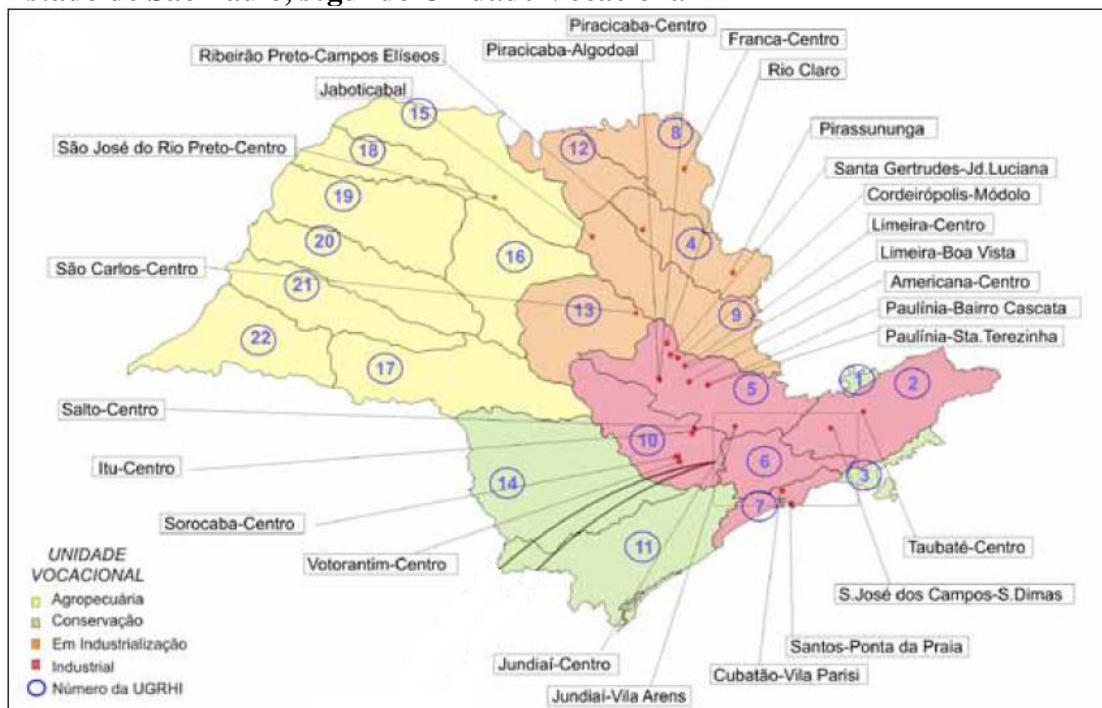 Piracicaba-Centro
Piracicaba-Algodoal
Franca-Centro
Ribeirão Preto-Campos Elíseos
Rio Claro
Jaboticabal
Pirassununga
São José do Rio Preto-Centro
Santa Gertrudes-Jd.Luciana
Cordeirópolis-Módolo
Limeira-Centro
Limeira-Boa Vista
São Carlos-Centro
Americana-Centro
Paulínia-Bairro Cascata
Paulínia-Sta.Terezinha
15
8
12
18
19
4
20
16
21
13
9
22
17
5
1
2
10
6
3
14
7
11
Salto-Centro
Itu-Centro
Sorocaba-Centro
Votorantim-Centro
Taubaté-Centro
S.José dos Campos-S.Dimas
Santos-Ponta da Praia
Jundiaí-Centro
Cubatão-Vila Parisi
Jundiaí-Vila Arens
UNIDADE
VOCACIONAL
Agropecuária
Conservação
Em Industrialização
Industrial
Número da UGRHI